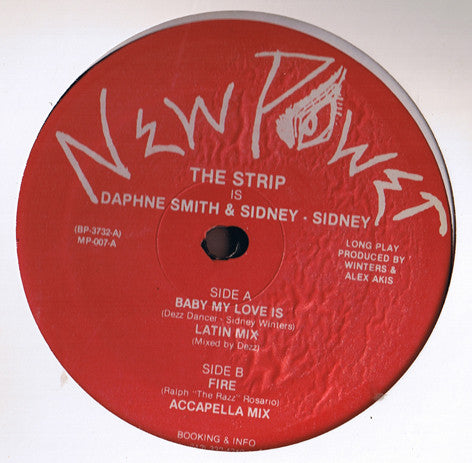 NEW POWER
THE STRIP
IS
DAPHNE SMITH & SIDNEY - SIDNEY
(BP-3732-A)
MP-007-A
LONG PLAY
PRODUCED BY
WINTERS &
ALEX AKIS
SIDE A
BABY MY LOVE IS
(Dezz Dancer - Sidney Winters)
LATIN MIX
(Mixed by Dezz)
SIDE B
FIRE
(Ralph "The Razz" Rosario)
ACCAPELLA MIX
BOOKING & INFO